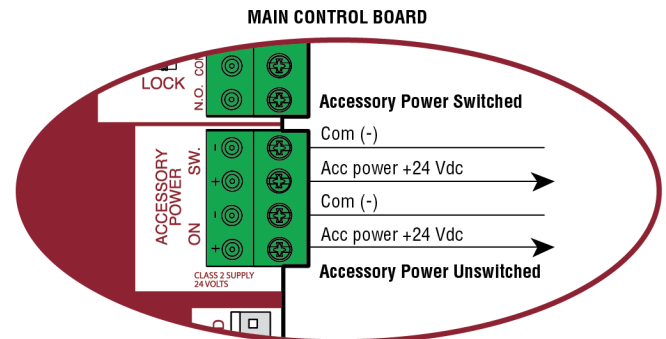 MAIN CONTROL BOARD
LOCK
N.O.
Accessory Power Switched
Com (-)
Acc power +24 Vdc
Com (-)
Acc power +24 Vdc
Accessory Power Unswitched
ACCESSORY
POWER
ON SW.
- + - +
CLASS 2 SUPPLY
24 VOLTS